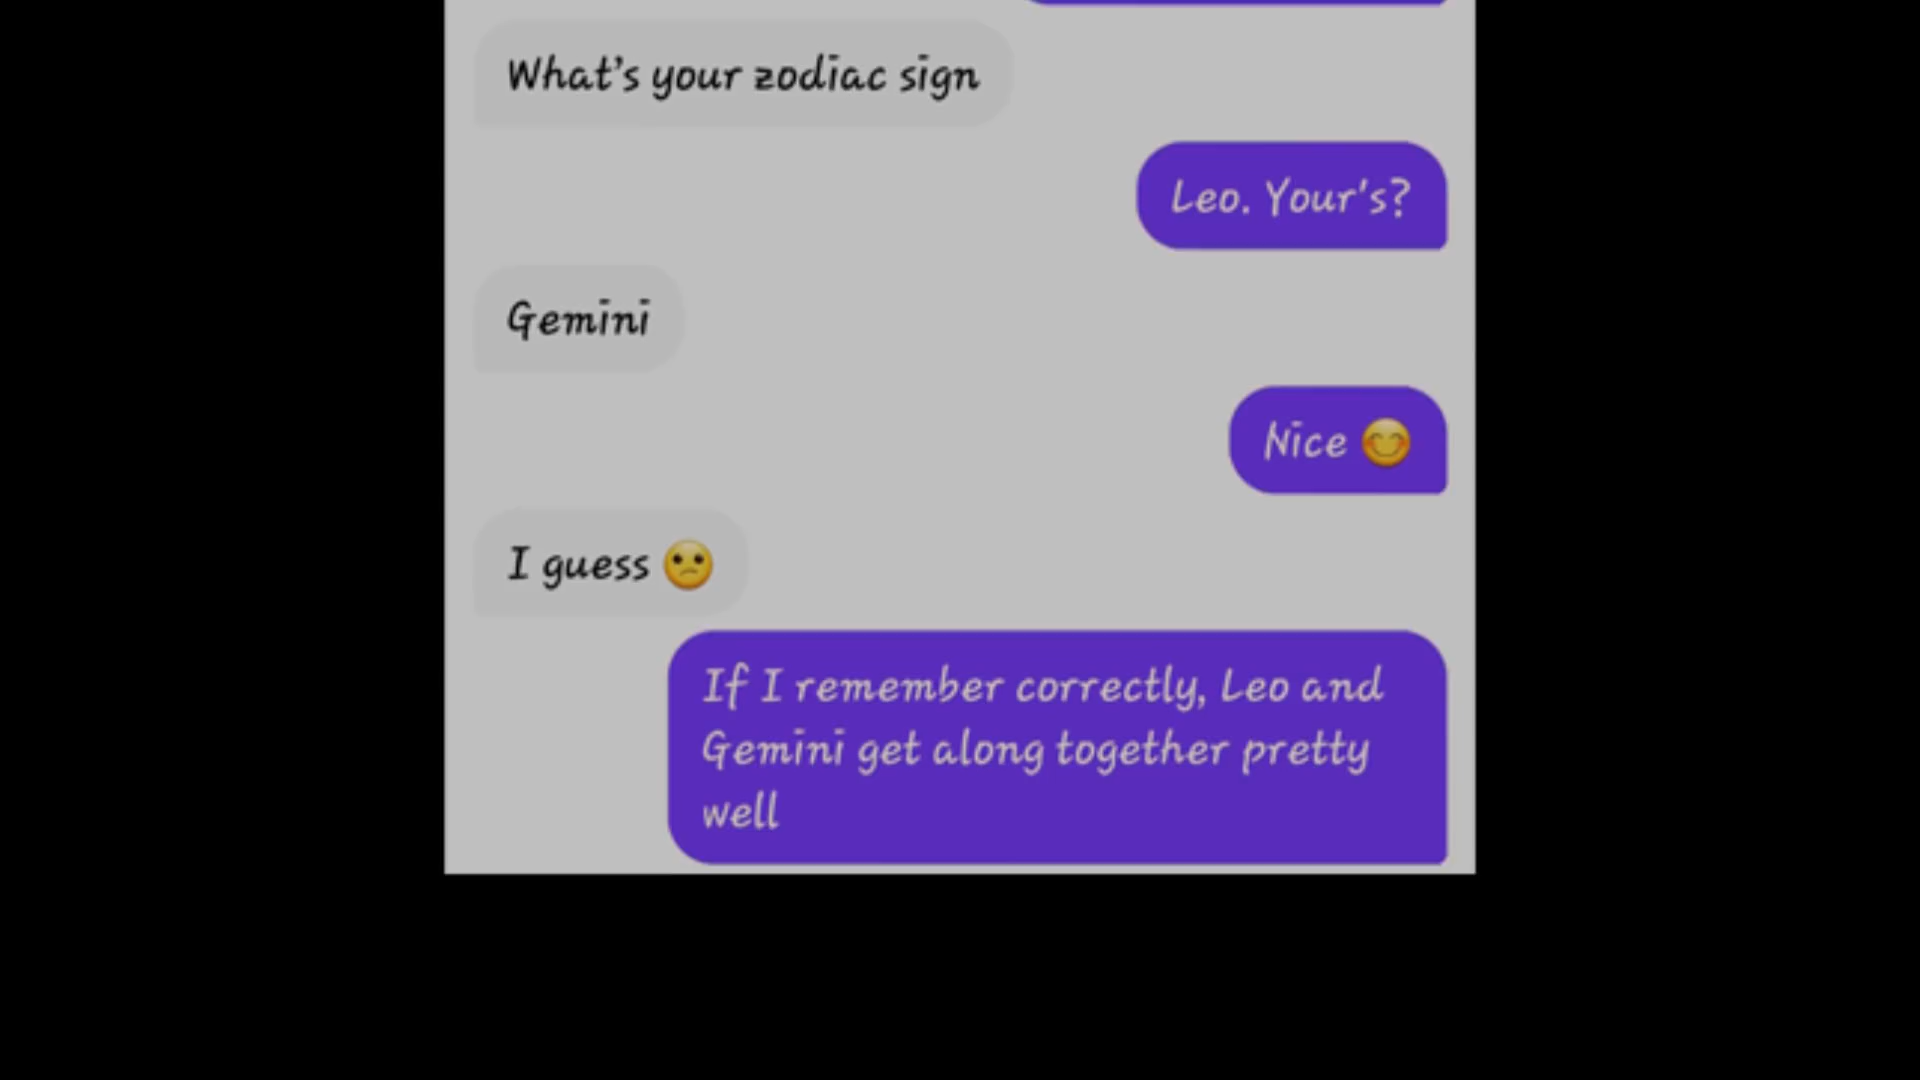 What's your zodiac sign
Leo. Your's?
Gemini
Nice 😊
I guess 🙁
If I remember correctly, Leo and
Gemini get along together pretty
well